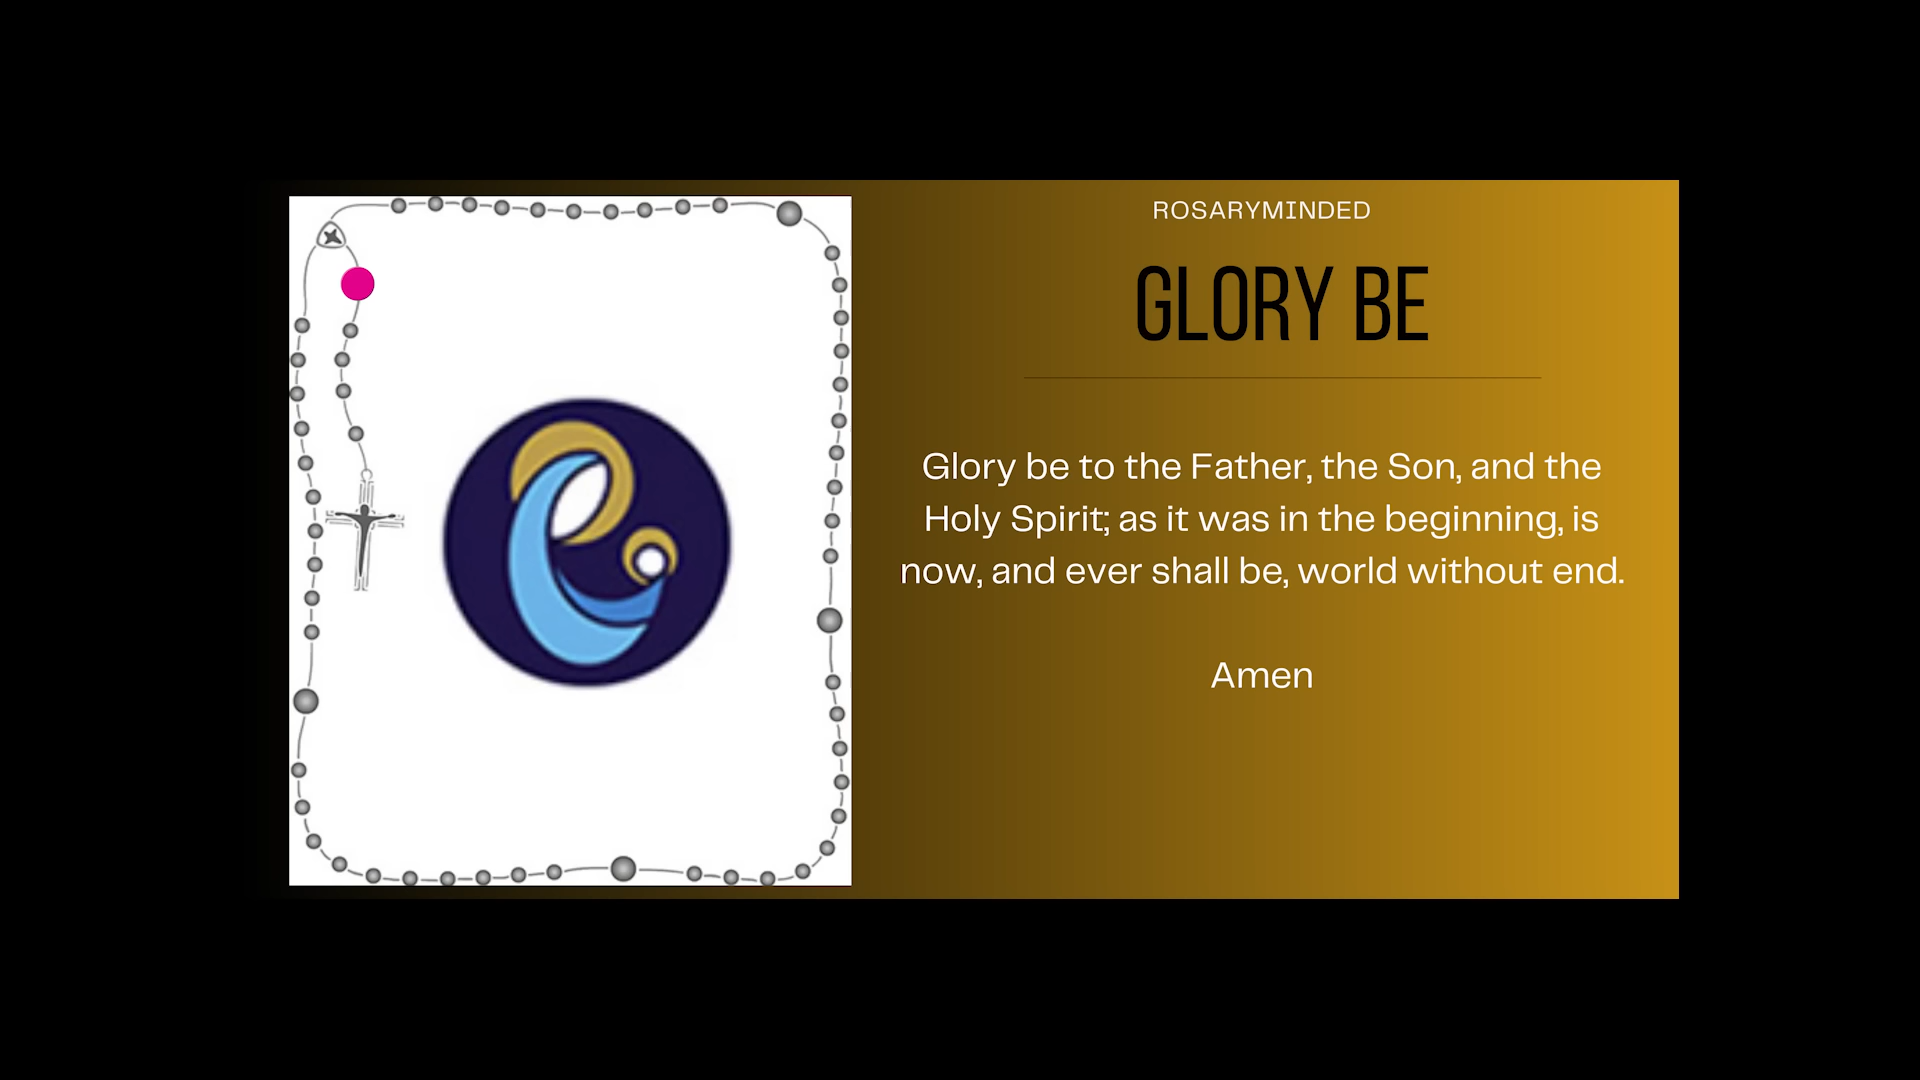 ROSARYMINDED
GLORY BE
Glory be to the Father, the Son, and the
Holy Spirit; as it was in the beginning, is
now, and ever shall be, world without end.
Amen